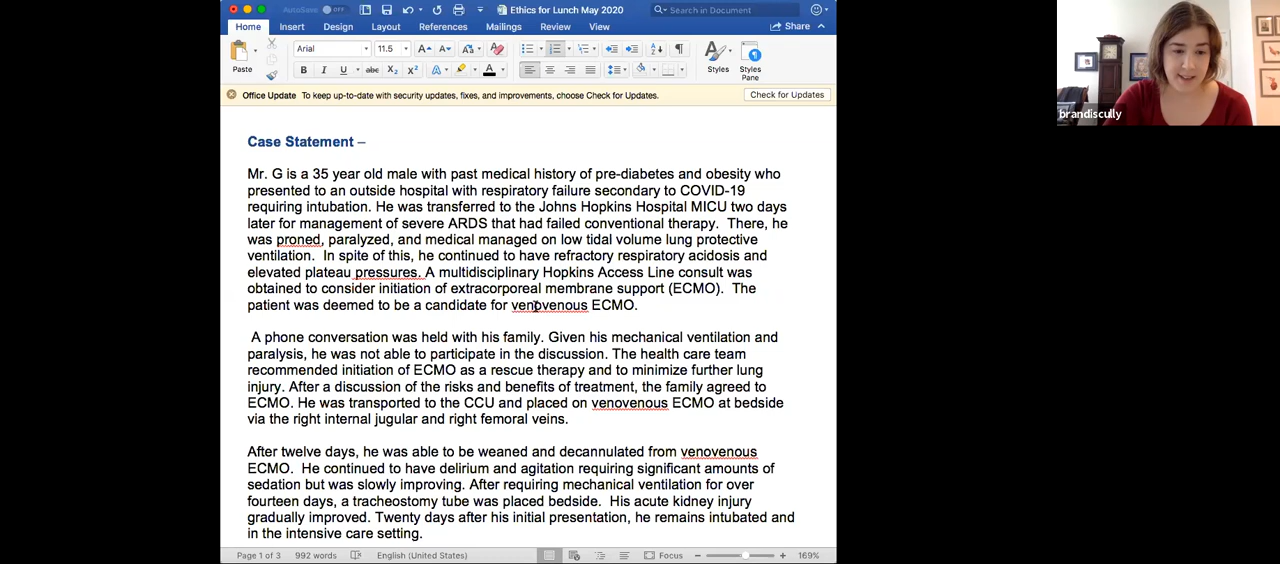 AutoSave OFF
Ethics for Lunch May 2020
Search in Document
Home Insert Design Layout References Mailings Review View Share
Paste
Arial 11.5
Styles
Styles Pane
Office Update To keep up-to-date with security updates, fixes, and improvements, choose Check for Updates. Check for Updates
Case Statement –
Mr. G is a 35 year old male with past medical history of pre-diabetes and obesity who
presented to an outside hospital with respiratory failure secondary to COVID-19
requiring intubation. He was transferred to the Johns Hopkins Hospital MICU two days
later for management of severe ARDS that had failed conventional therapy. There, he
was proned, paralyzed, and medical managed on low tidal volume lung protective
ventilation. In spite of this, he continued to have refractory respiratory acidosis and
elevated plateau pressures. A multidisciplinary Hopkins Access Line consult was
obtained to consider initiation of extracorporeal membrane support (ECMO). The
patient was deemed to be a candidate for venovenous ECMO.
A phone conversation was held with his family. Given his mechanical ventilation and
paralysis, he was not able to participate in the discussion. The health care team
recommended initiation of ECMO as a rescue therapy and to minimize further lung
injury. After a discussion of the risks and benefits of treatment, the family agreed to
ECMO. He was transported to the CCU and placed on venovenous ECMO at bedside
via the right internal jugular and right femoral veins.
After twelve days, he was able to be weaned and decannulated from venovenous
ECMO. He continued to have delirium and agitation requiring significant amounts of
sedation but was slowly improving. After requiring mechanical ventilation for over
fourteen days, a tracheostomy tube was placed bedside. His acute kidney injury
gradually improved. Twenty days after his initial presentation, he remains intubated and
in the intensive care setting.
Page 1 of 3 992 words English (United States) Focus 169%
brandiscully